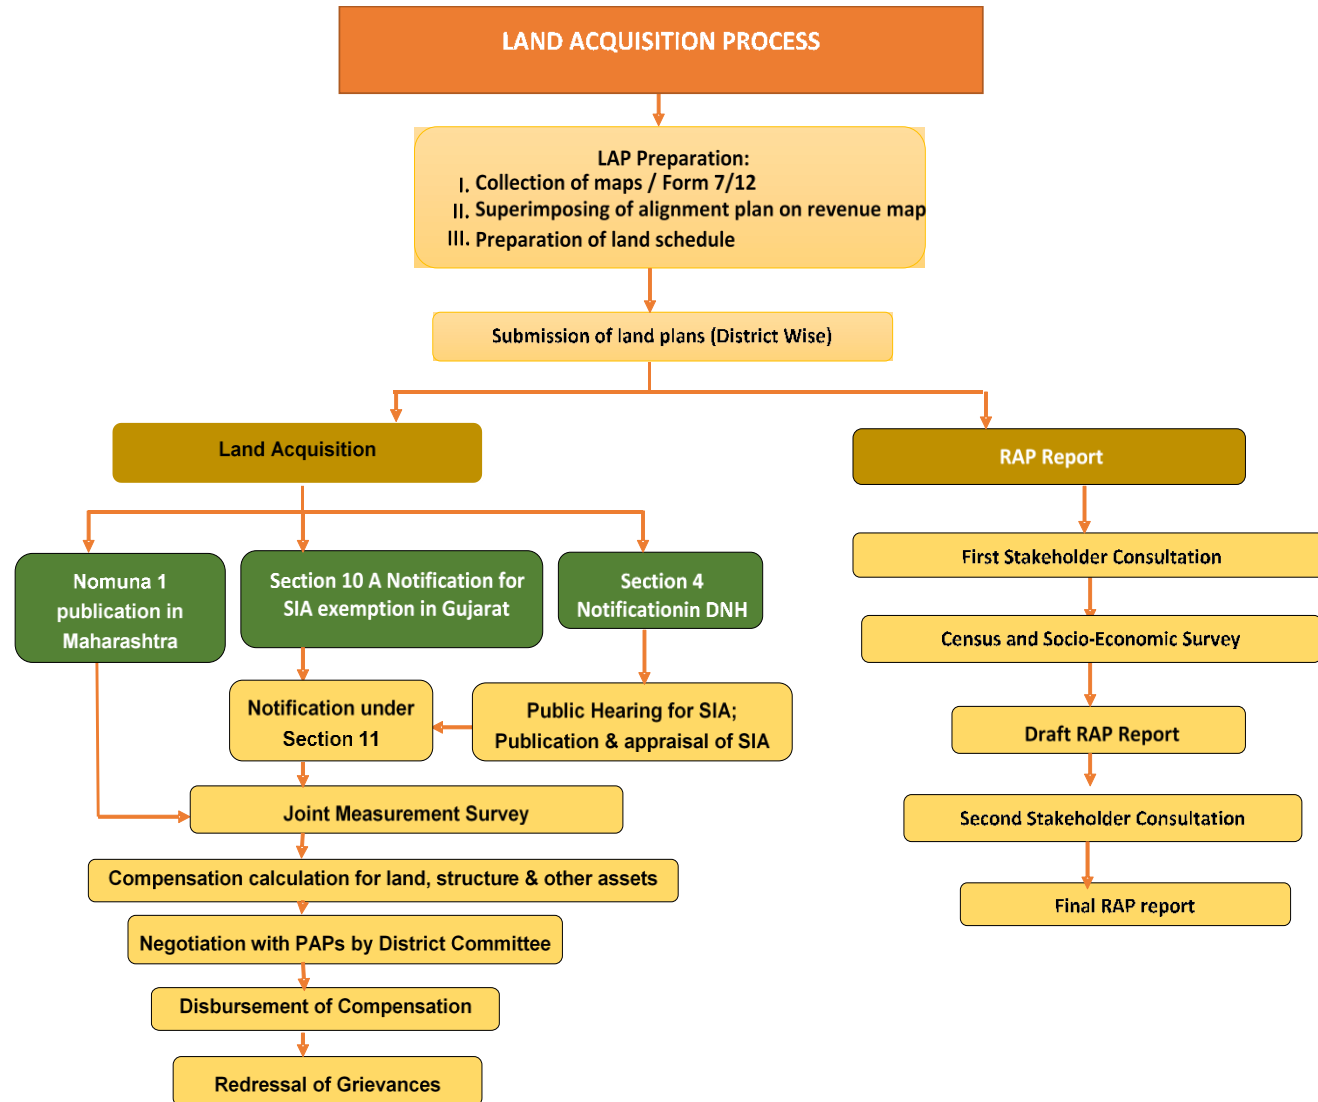 LAND ACQUISITION PROCESS
LAP Preparation:
I. Collection of maps / Form 7/12
II. Superimposing of alignment plan on revenue map
III. Preparation of land schedule
Submission of land plans (District Wise)
Land Acquisition
RAP Report
Nomuna 1
publication in
Maharashtra
Section 10 A Notification for
SIA exemption in Gujarat
Section 4
Notificationin DNH
Notification under
Section 11
Public Hearing for SIA;
Publication & appraisal of SIA
Joint Measurement Survey
Compensation calculation for land, structure & other assets
Negotiation with PAPs by District Committee
Disbursement of Compensation
Redressal of Grievances
First Stakeholder Consultation
Census and Socio-Economic Survey
Draft RAP Report
Second Stakeholder Consultation
Final RAP report